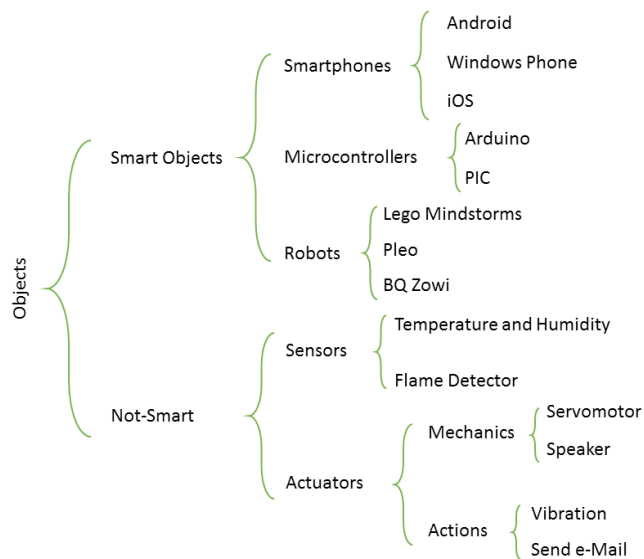 Objects
Smart Objects
Smartphones
Android
Windows Phone
iOS
Microcontrollers
Arduino
PIC
Robots
Lego Mindstorms
Pleo
BQ Zowi
Not-Smart
Sensors
Temperature and Humidity
Flame Detector
Actuators
Mechanics
Servomotor
Speaker
Actions
Vibration
Send e-Mail